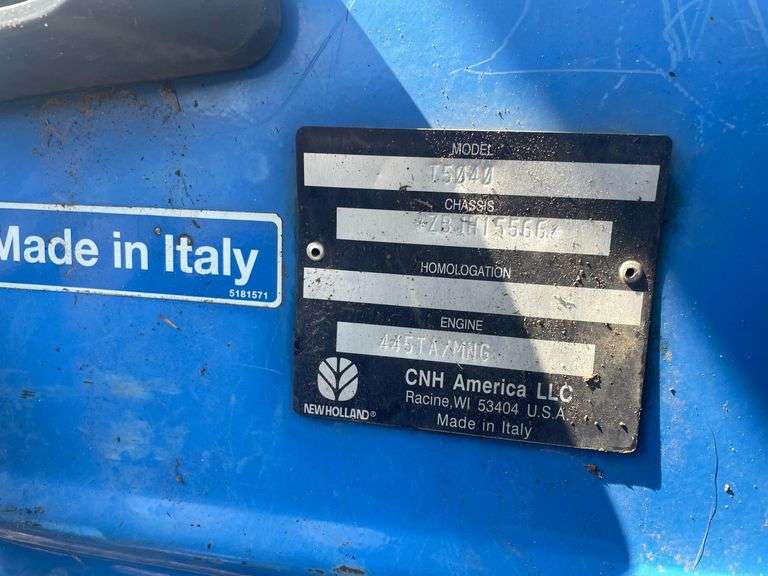 Made in Italy
5181571
MODEL
T5040
CHASSIS
HOMOLOGATION
ENGINE
445TA/MNG
NEW HOLLAND®
CNH America LLC
Racine, WI 53404 U.S.A
Made in Italy